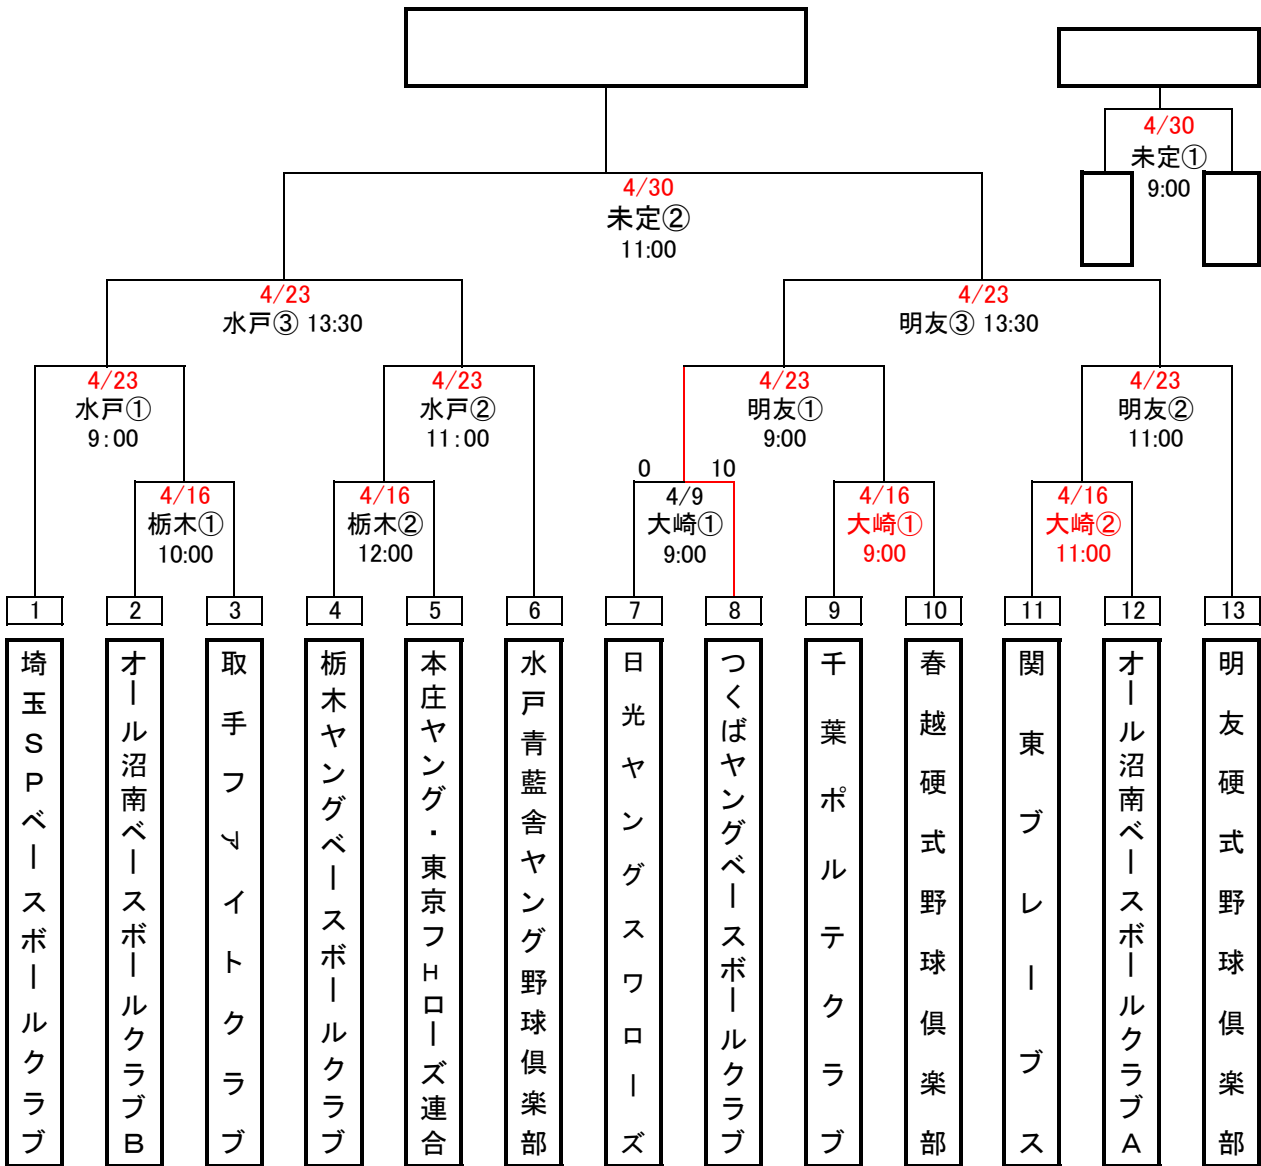 4/30
未定①
9:00
4/30
未定②
11:00
4/23
水戸③ 13:30
4/23
明友③ 13:30
4/23
水戸①
9:00
4/23
水戸②
11:00
4/23
明友①
9:00
4/23
明友②
11:00
0 10
4/16
栃木①
10:00
4/16
栃木②
12:00
4/9
大崎①
9:00
4/16
大崎①
9:00
4/16
大崎②
11:00
1 2 3 4 5 6 7 8 9 10 11 12 13
埼玉SPベースボールクラブ
オール沼南ベースボールクラブB
取手ファイトクラブ
栃木ヤングベースボールクラブ
本庄ヤング・東京フHローズ連合
水戸青藍舎ヤング野球倶楽部
日光ヤングスワローズ
つくばヤングベースボールクラブ
千葉ポルテクラブ
春越硬式野球倶楽部
関東ブレーブス
オール沼南ベースボールクラブA
明友硬式野球倶楽部